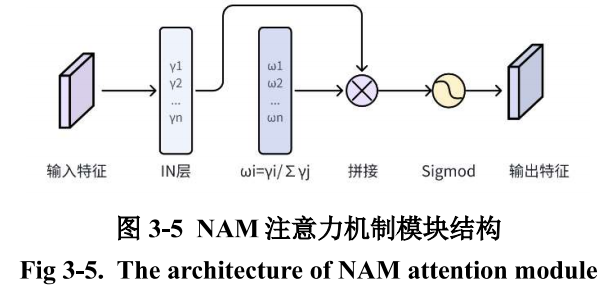 γ1 ω1
γ2 ω2
... ...
γn ωn
输入特征 IN层 ωi=γi/Σγj 拼接 Sigmod 输出特征
图 3-5 NAM 注意力机制模块结构
Fig 3-5. The architecture of NAM attention module